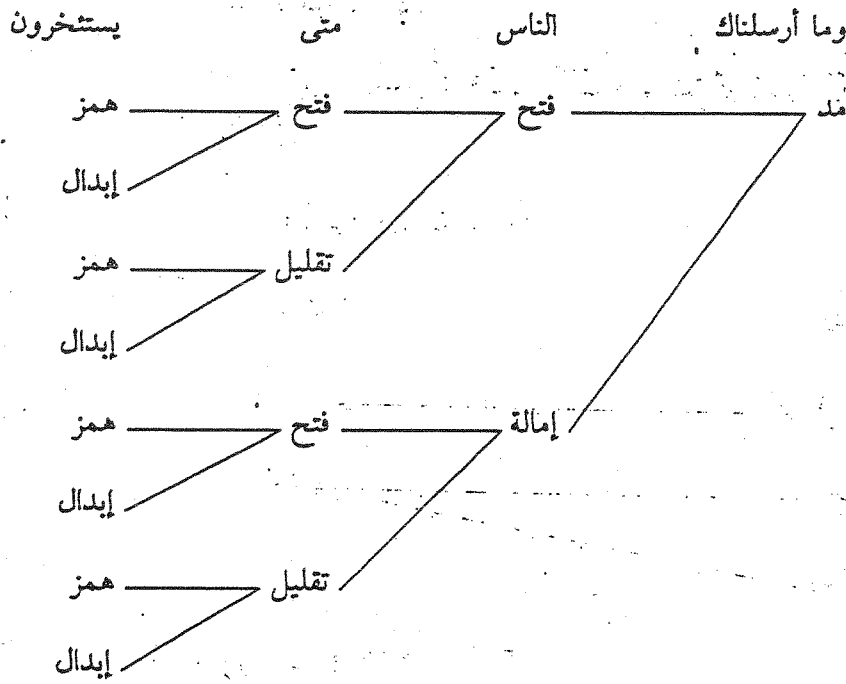 وما أرسلناك الناس متى يستئخرون
مد فتح فتح همز
إبدال
تقليل همز
إبدال
إمالة فتح همز
إبدال
تقليل همز
إبدال